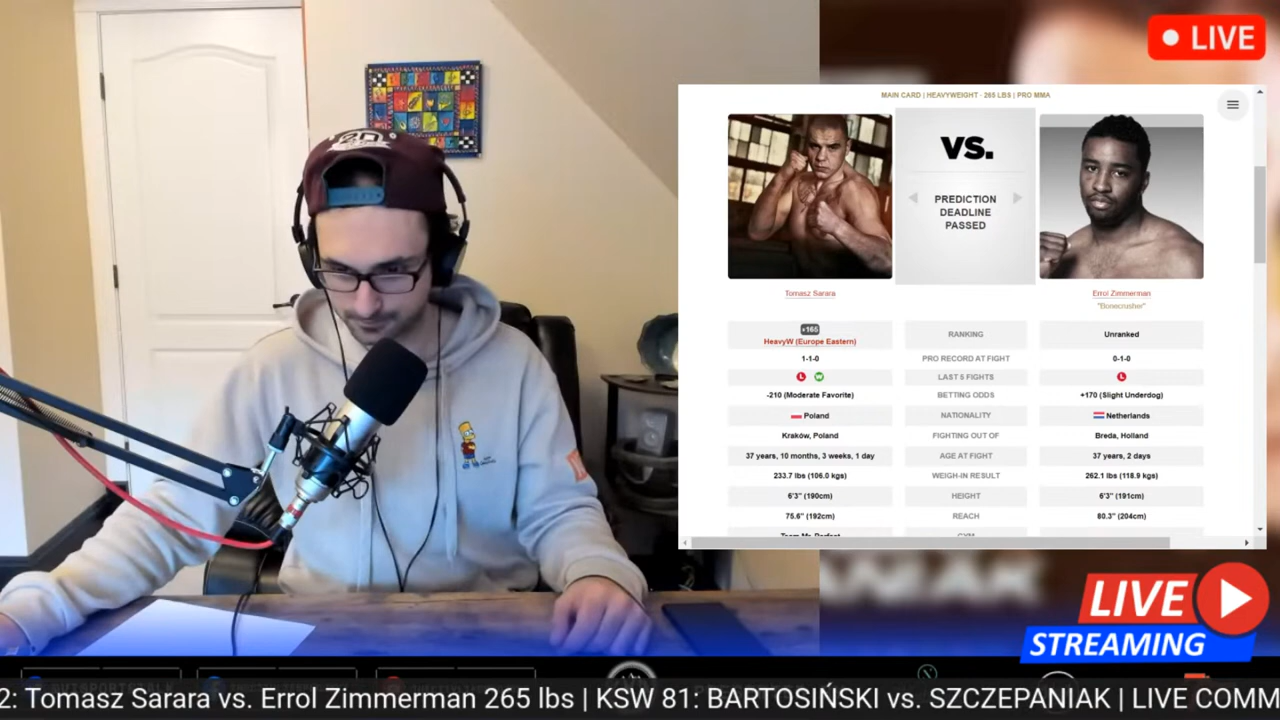 LIVE
MAIN CARD | HEAVYWEIGHT · 265 LBS | PRO MMA
VS.
PREDICTION
DEADLINE
PASSED
Tomasz Sarara
Errol Zimmerman
"Bonecrusher"
+165
HeavyW (Europe Eastern)
RANKING
Unranked
1-1-0
PRO RECORD AT FIGHT
0-1-0
L W
LAST 5 FIGHTS
L
-210 (Moderate Favorite)
BETTING ODDS
+170 (Slight Underdog)
Poland
NATIONALITY
Netherlands
Kraków, Poland
FIGHTING OUT OF
Breda, Holland
37 years, 10 months, 3 weeks, 1 day
AGE AT FIGHT
37 years, 2 days
233.7 lbs (106.0 kgs)
WEIGH-IN RESULT
262.1 lbs (118.9 kgs)
6'3" (190cm)
HEIGHT
6'3" (191cm)
75.6" (192cm)
REACH
80.3" (204cm)
LIVE
STREAMING
2: Tomasz Sarara vs. Errol Zimmerman 265 lbs | KSW 81: BARTOSIŃSKI vs. SZCZEPANIAK | LIVE COMM